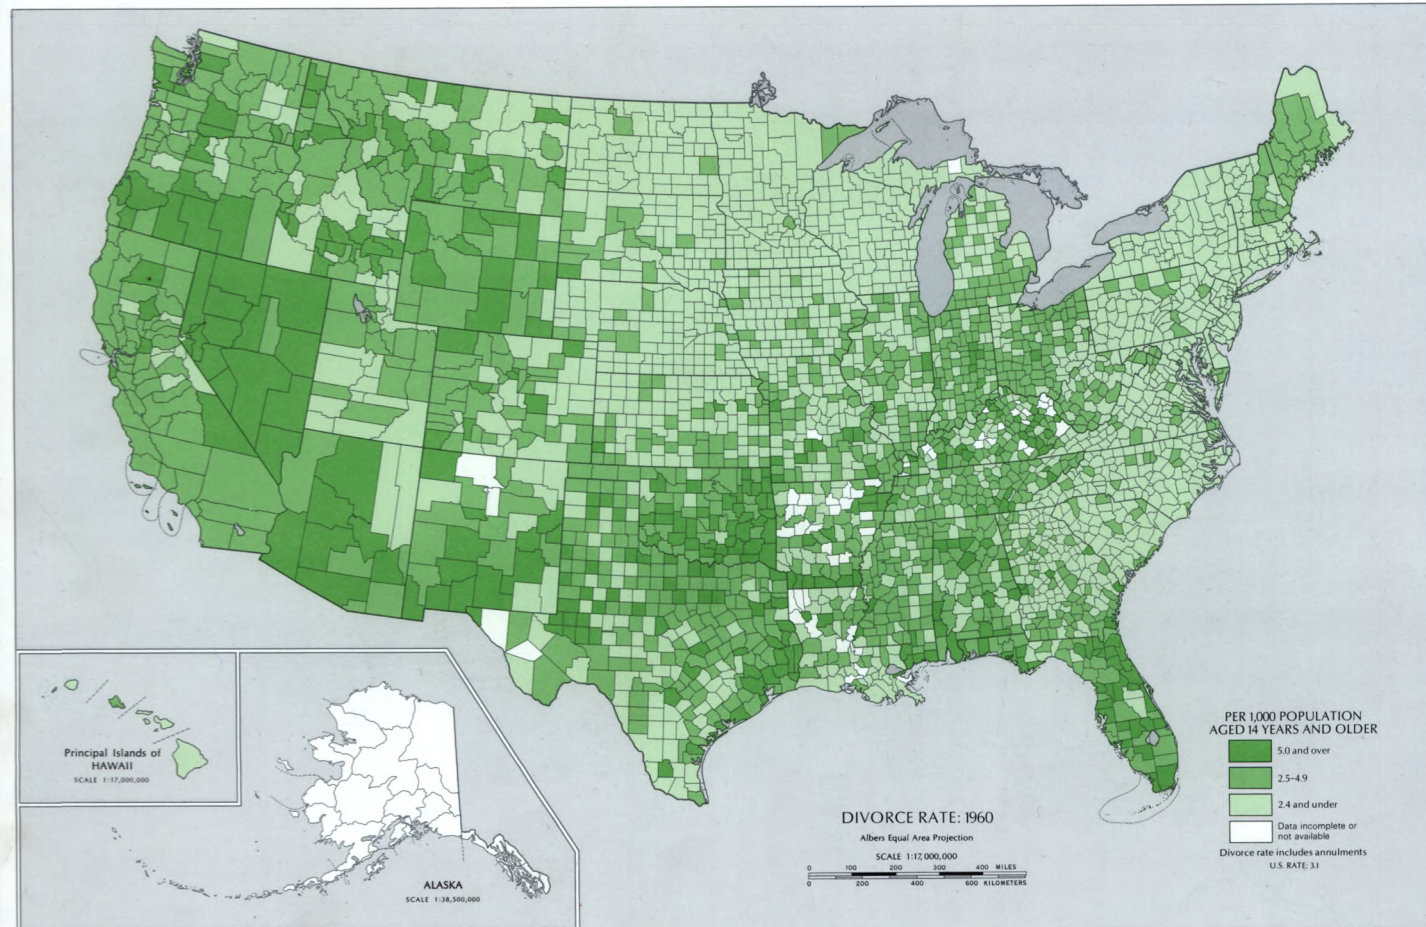 Principal Islands of
HAWAII
SCALE 1:17,000,000
ALASKA
SCALE 1:38,500,000
DIVORCE RATE: 1960
Albers Equal Area Projection
SCALE 1:17,000,000
0 100 200 300 400 MILES
0 200 400 600 KILOMETERS
PER 1,000 POPULATION
AGED 14 YEARS AND OLDER
5.0 and over
2.5-4.9
2.4 and under
Data incomplete or
not available
Divorce rate includes annulments
U.S. RATE: 3.1